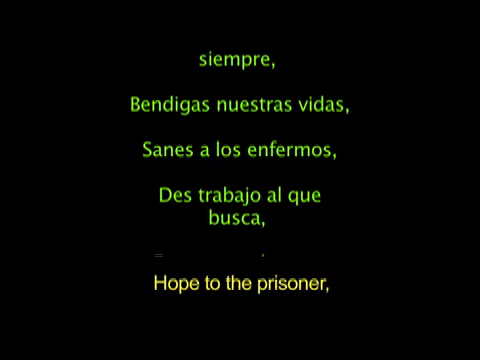 siempre,
Bendigas nuestras vidas,
Sanes a los enfermos,
Des trabajo al que
busca,
Hope to the prisoner,